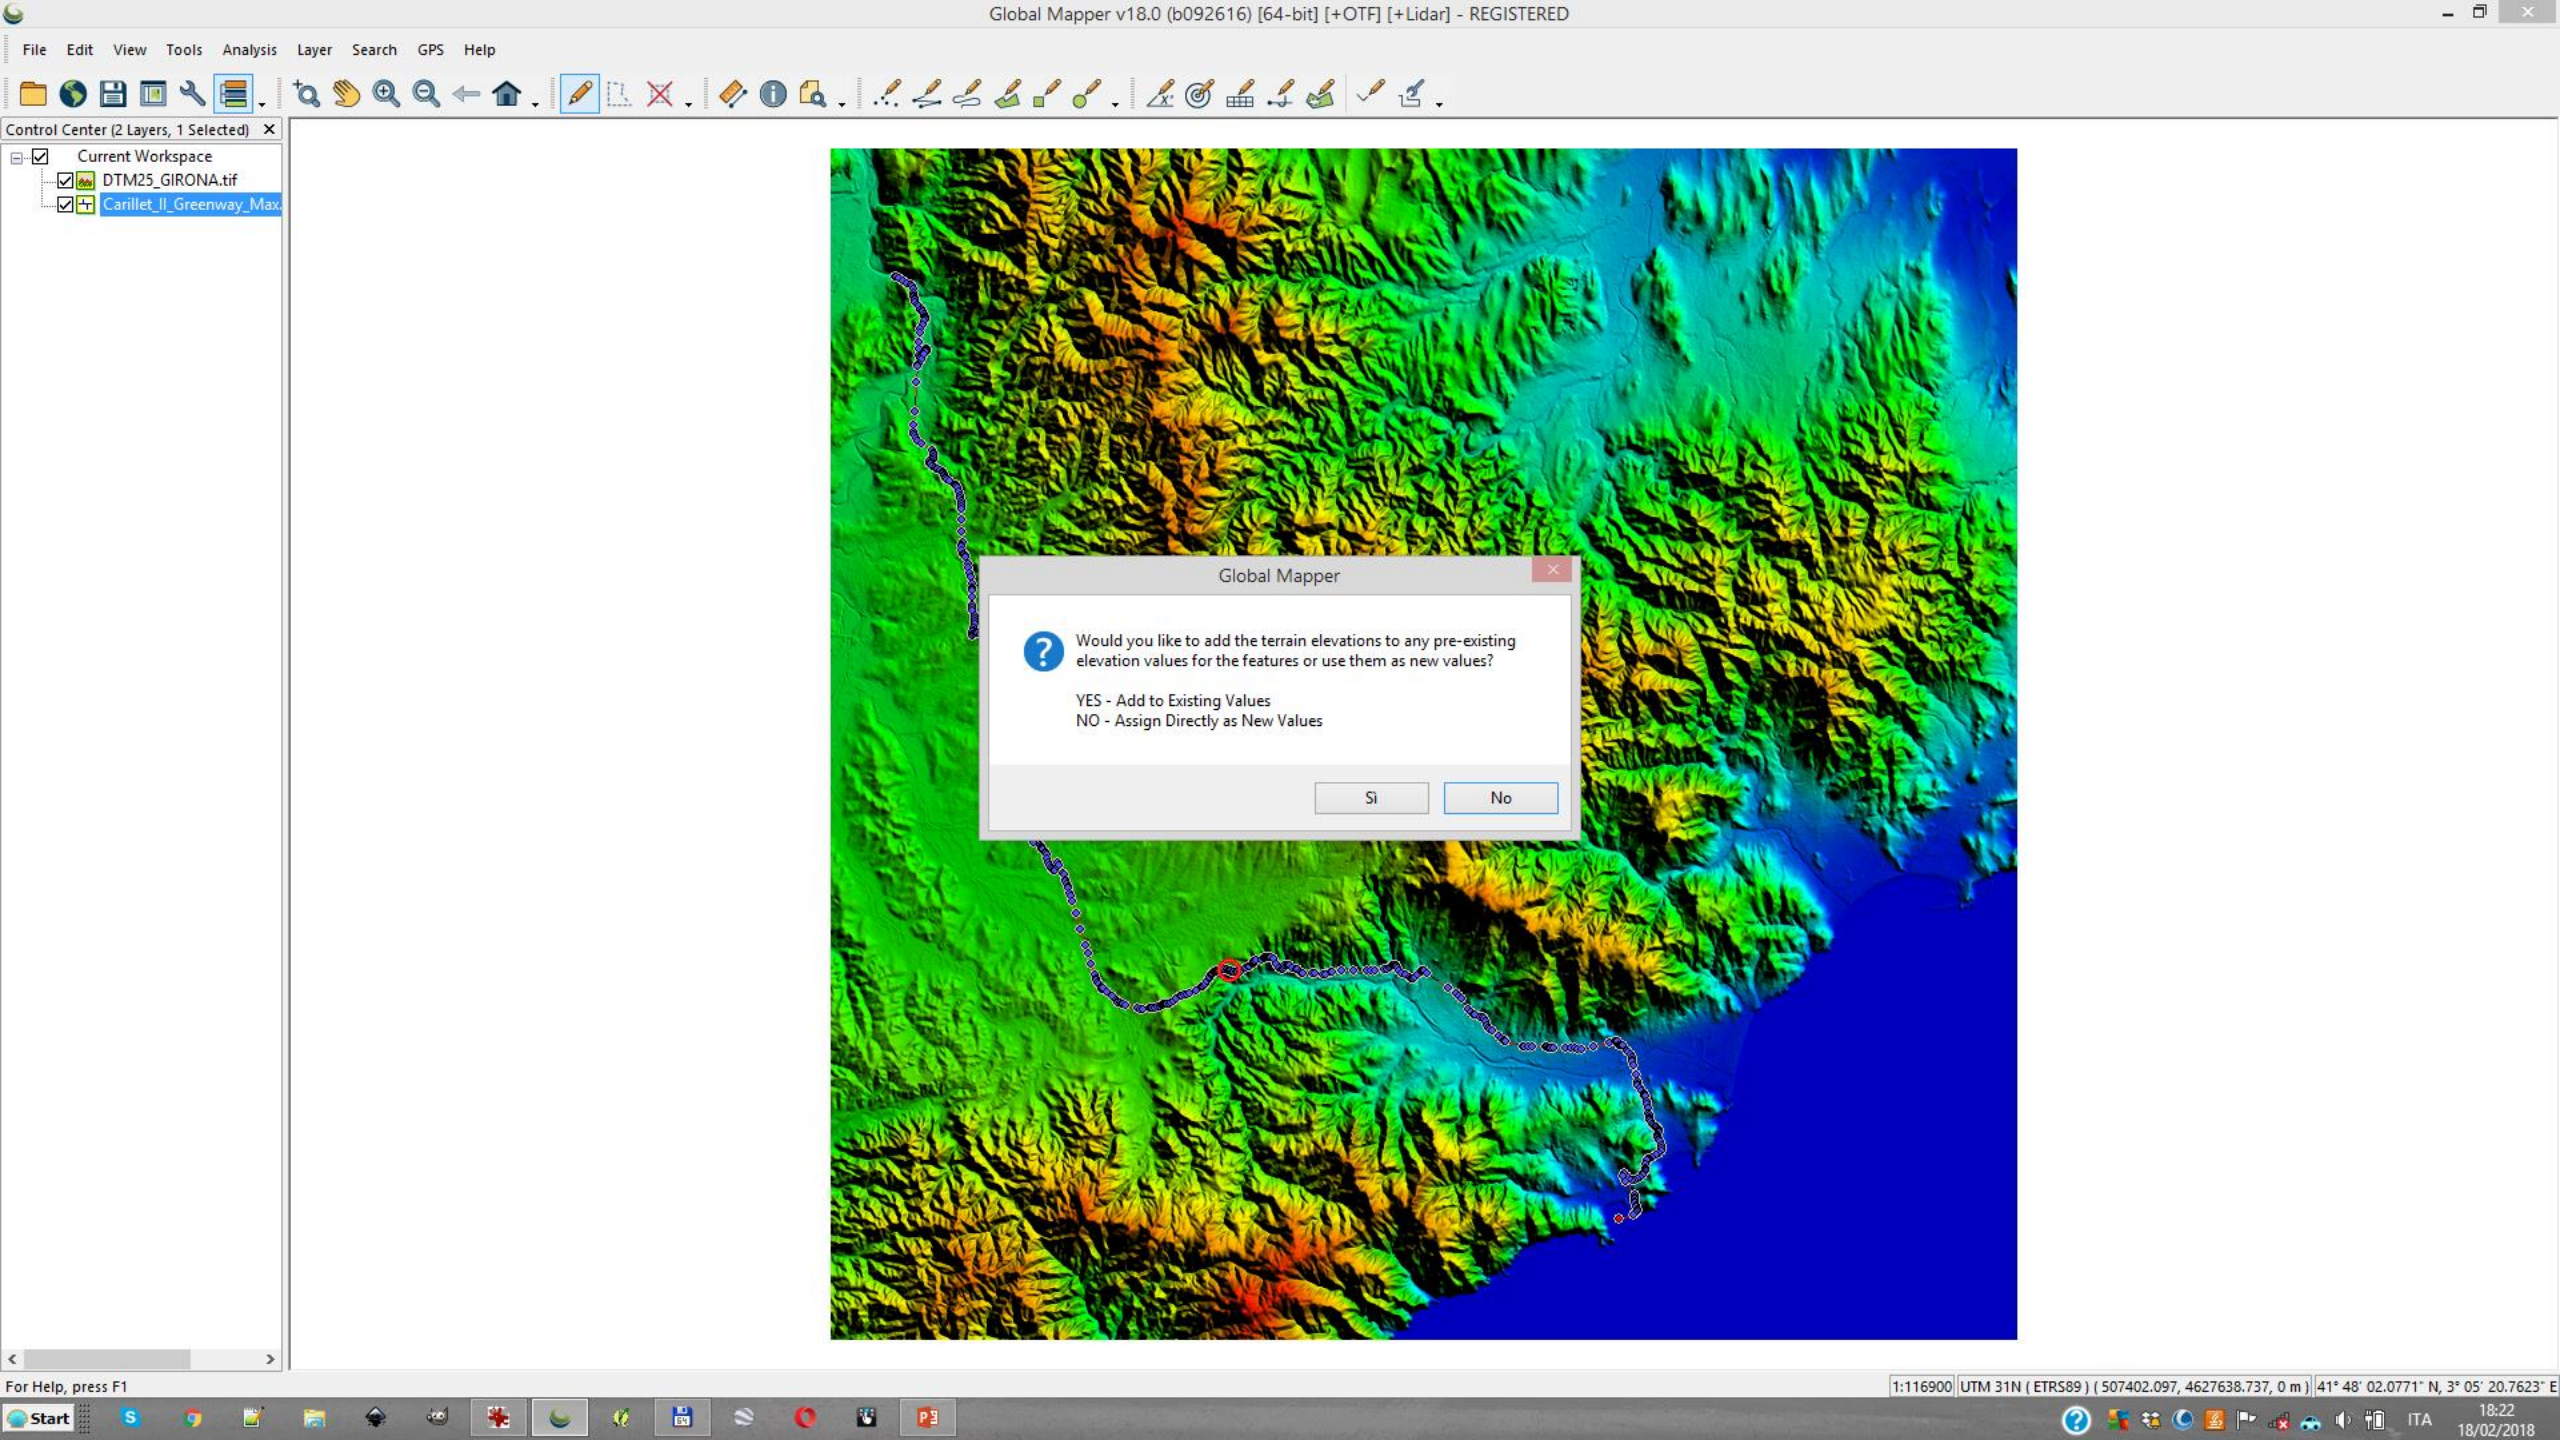 Global Mapper v18.0 (b092616) [64-bit] [+OTF] [+Lidar] - REGISTERED
File Edit View Tools Analysis Layer Search GPS Help
Control Center (2 Layers, 1 Selected)
Current Workspace
DTM25_GIRONA.tif
Carillet_II_Greenway_Max.
Global Mapper
Would you like to add the terrain elevations to any pre-existing
elevation values for the features or use them as new values?
YES - Add to Existing Values
NO - Assign Directly as New Values
Sì No
For Help, press F1
1:116900 UTM 31N ( ETRS89 ) ( 507402.097, 4627638.737, 0 m ) 41° 48' 02.0771" N, 3° 05' 20.7623" E
Start
ITA
18:22
18/02/2018